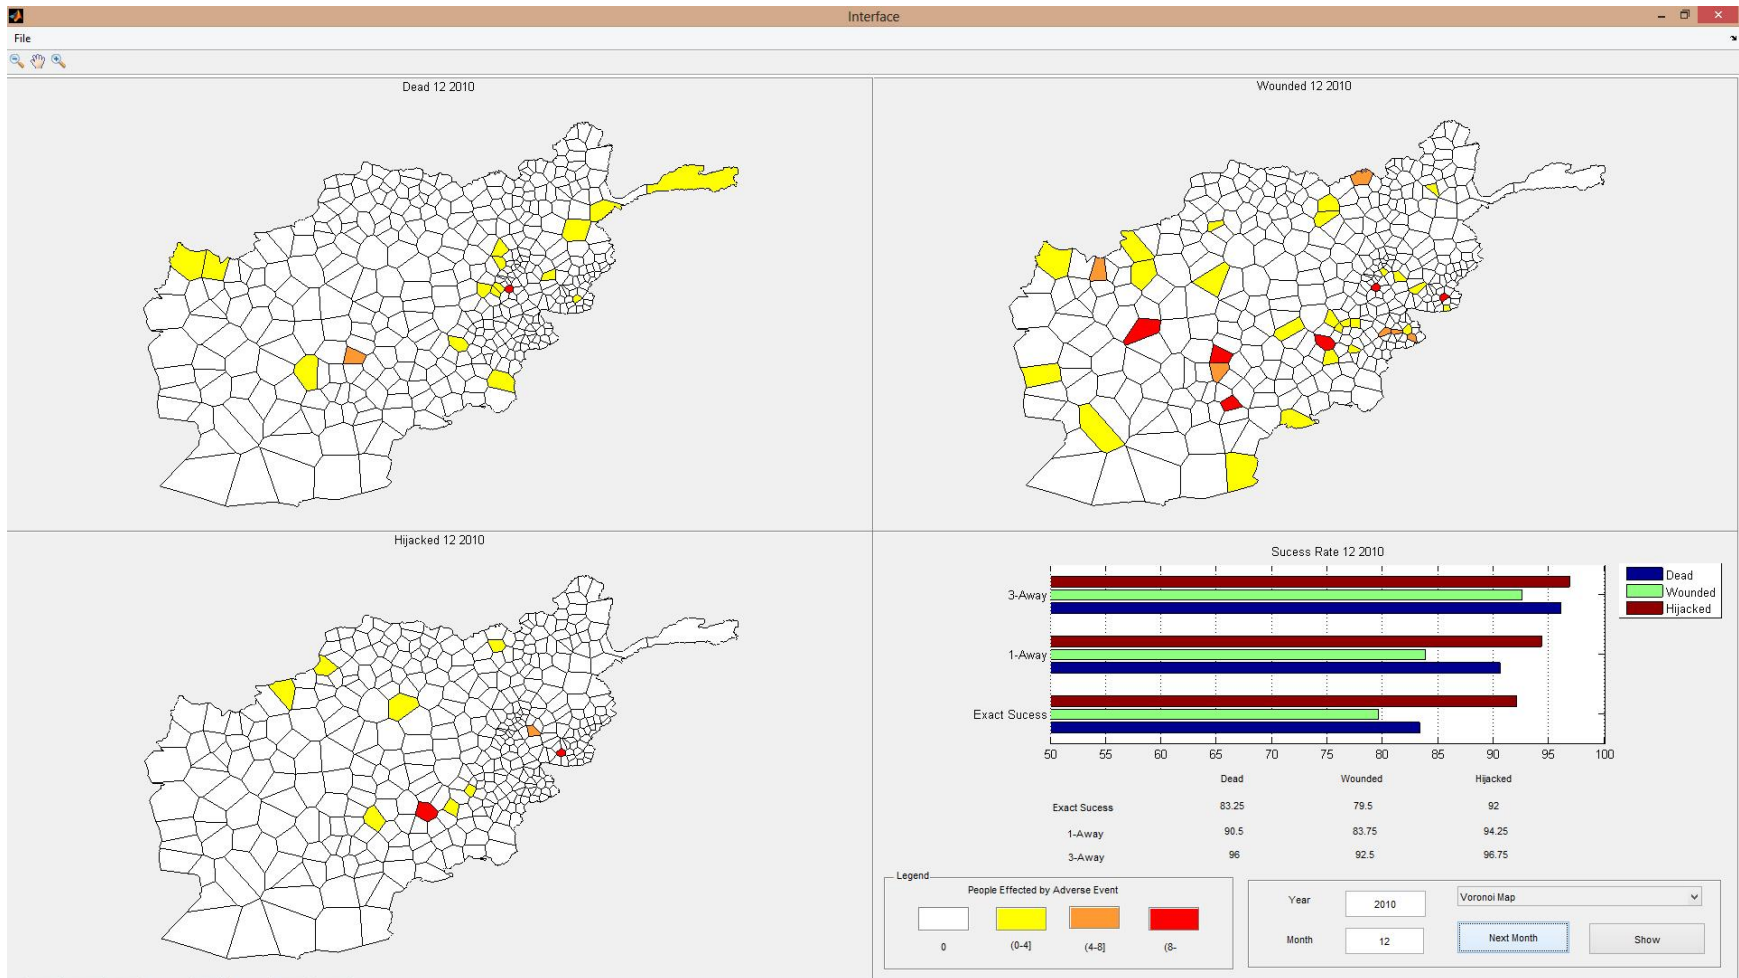 Interface
File
Dead 12 2010
Wounded 12 2010
Hijacked 12 2010
Sucess Rate 12 2010
Dead
Wounded
Hijacked
3-Away
1-Away
Exact Sucess
50 55 60 65 70 75 80 85 90 95 100
Dead Wounded Hijacked
Exact Sucess 83.25 79.5 92
1-Away 90.5 83.75 94.25
3-Away 96 92.5 96.75
Legend
People Effected by Adverse Event
0 (0-4] (4-8] (8-
Year 2010 Voronoi Map
Month 12 Next Month Show